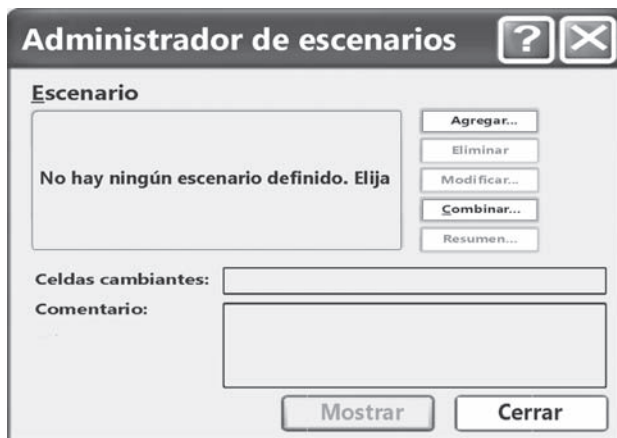 Administrador de escenarios ? X
Escenario
No hay ningún escenario definido. Elija
Agregar...
Eliminar
Modificar...
Combinar...
Resumen...
Celdas cambiantes:
Comentario:
Mostrar
Cerrar